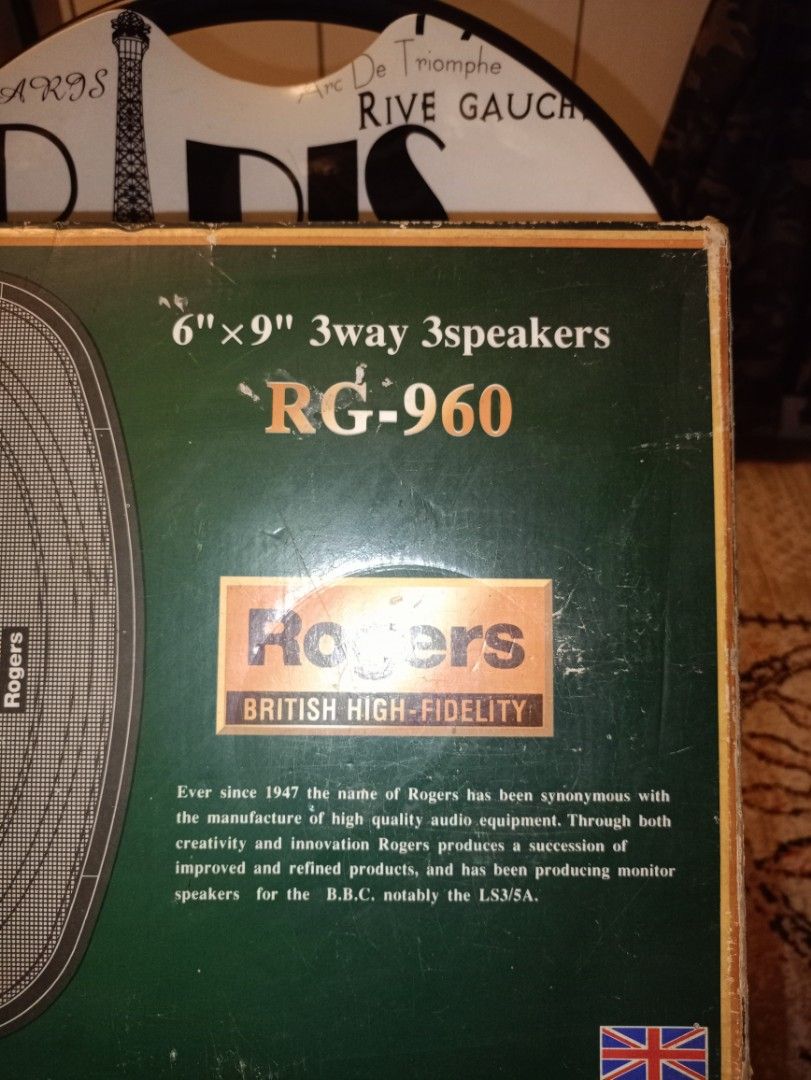 ARIS
Arc De Triomphe
RIVE GAUCH
PARIS
6"×9" 3way 3speakers
RG-960
Rogers
BRITISH HIGH-FIDELITY
Rogers
Ever since 1947 the name of Rogers has been synonymous with
the manufacture of high quality audio equipment. Through both
creativity and innovation Rogers produces a succession of
improved and refined products, and has been producing monitor
speakers for the B.B.C. notably the LS3/5A.